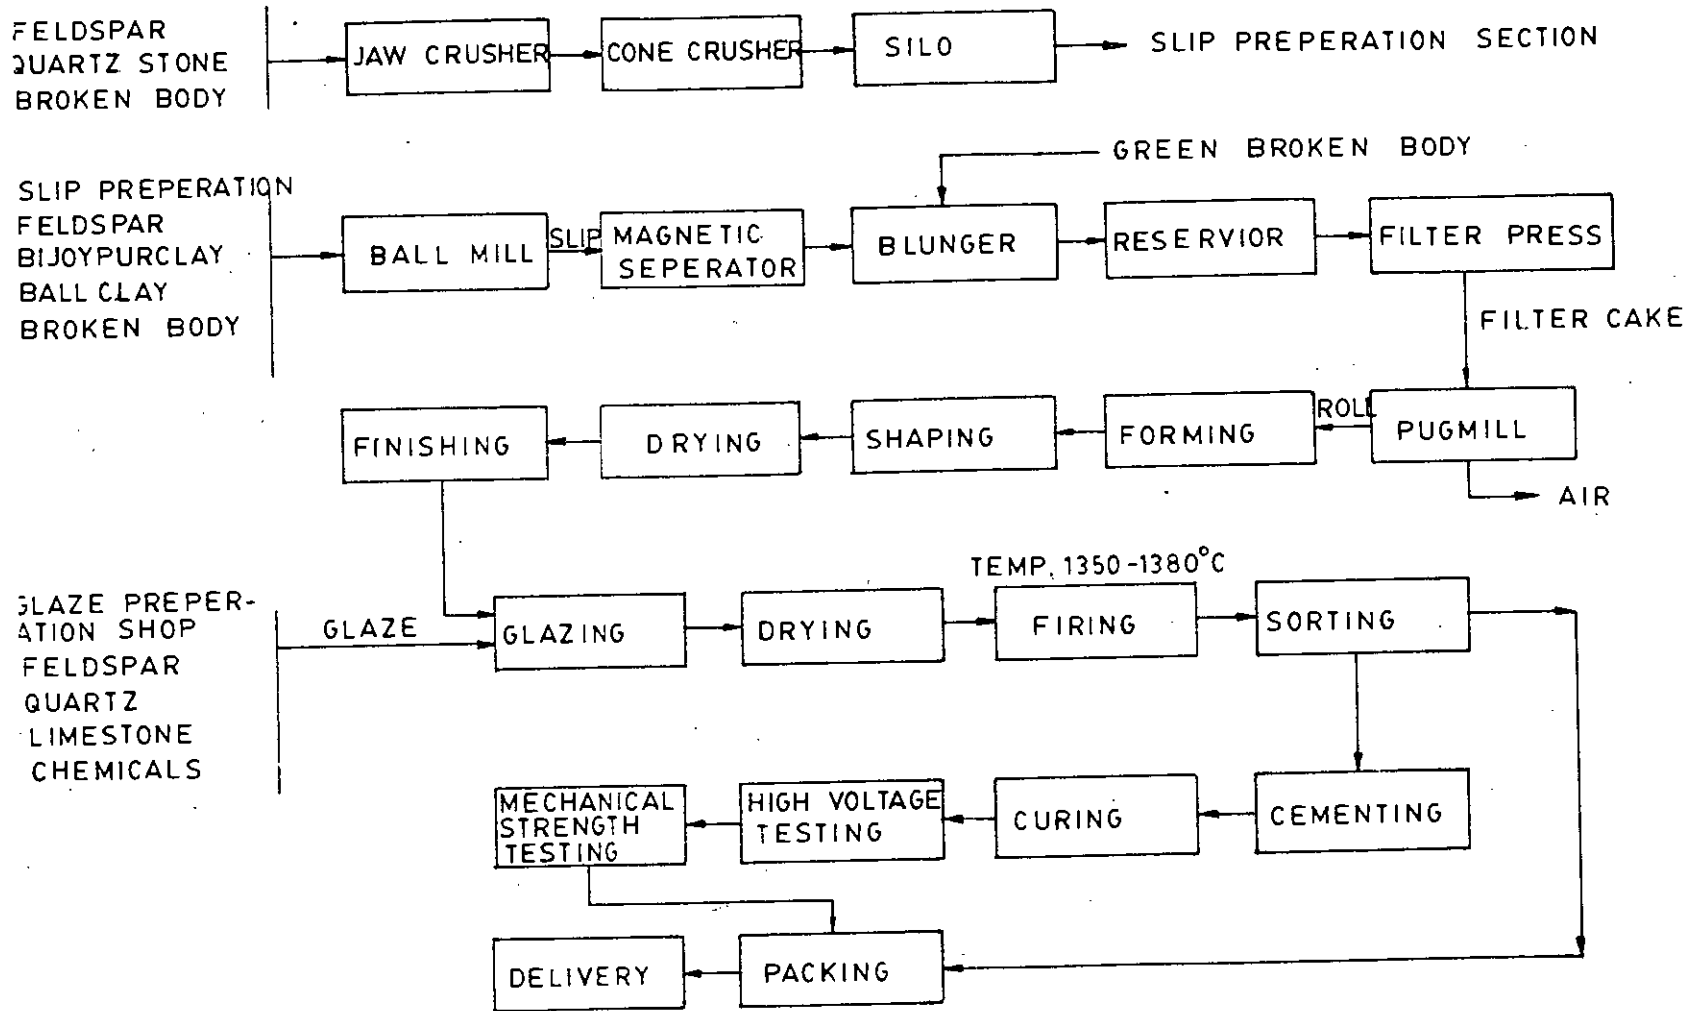 FELDSPAR
QUARTZ STONE
BROKEN BODY
JAW CRUSHER
CONE CRUSHER
SILO
SLIP PREPERATION SECTION
GREEN BROKEN BODY
SLIP PREPERATION
FELDSPAR
BIJOYPURCLAY
BALL CLAY
BROKEN BODY
BALL MILL
SLIP
MAGNETIC
SEPERATOR
BLUNGER
RESERVIOR
FILTER PRESS
FILTER CAKE
PUGMILL
AIR
ROLL
FORMING
SHAPING
DRYING
FINISHING
GLAZE PREPER-
ATION SHOP
FELDSPAR
QUARTZ
LIMESTONE
CHEMICALS
GLAZE
GLAZING
DRYING
TEMP. 1350-1380°C
FIRING
SORTING
CEMENTING
CURING
HIGH VOLTAGE
TESTING
MECHANICAL
STRENGTH
TESTING
PACKING
DELIVERY